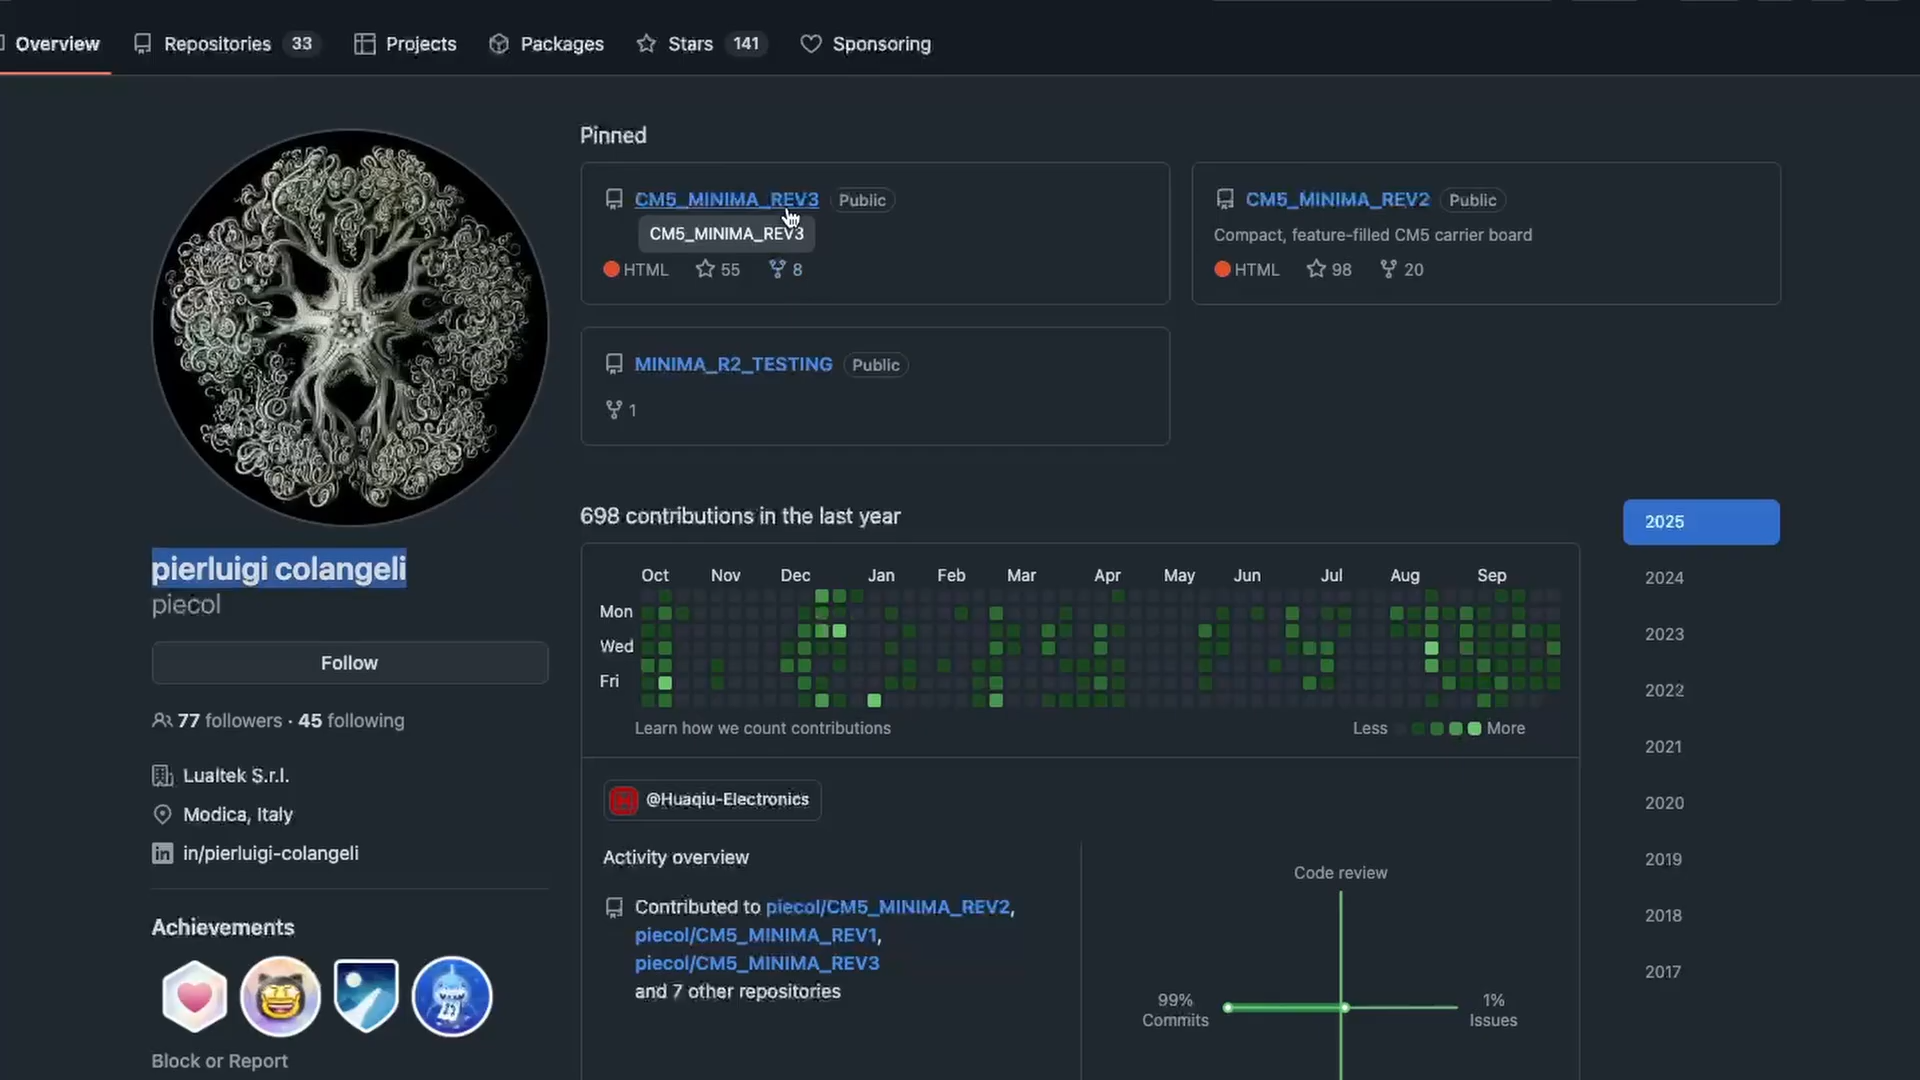 Overview
Repositories 33
Projects
Packages
Stars 141
Sponsoring
Pinned
CM5_MINIMA_REV3 Public
CM5_MINIMA_REV3
HTML 55 8
CM5_MINIMA_REV2 Public
Compact, feature-filled CM5 carrier board
HTML 98 20
MINIMA_R2_TESTING Public
1
pierluigi colangeli
piecol
Follow
77 followers · 45 following
Lualtek S.r.l.
Modica, Italy
in/pierluigi-colangeli
Achievements
Block or Report
698 contributions in the last year
Oct Nov Dec Jan Feb Mar Apr May Jun Jul Aug Sep
Mon
Wed
Fri
Learn how we count contributions
Less More
@Huaqiu-Electronics
Activity overview
Contributed to piecol/CM5_MINIMA_REV2,
piecol/CM5_MINIMA_REV1,
piecol/CM5_MINIMA_REV3
and 7 other repositories
Code review
99%
Commits
1%
Issues
2025
2024
2023
2022
2021
2020
2019
2018
2017